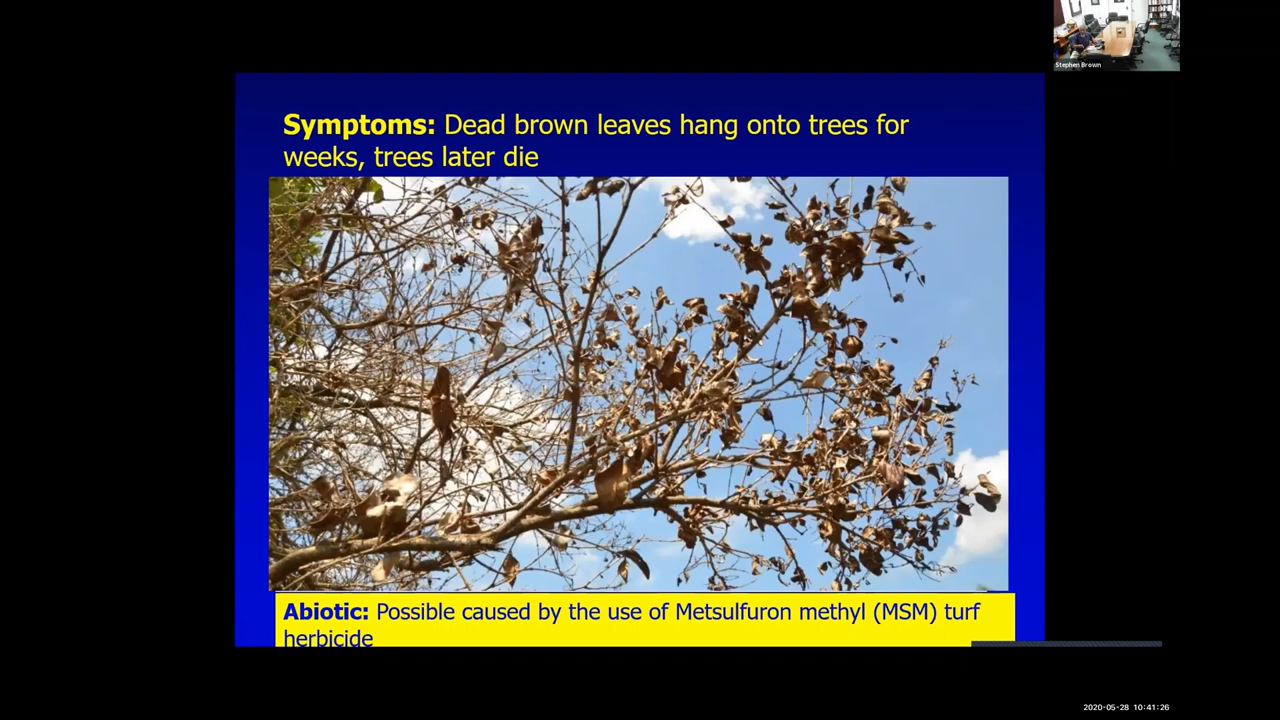 Stephen Brown
Symptoms: Dead brown leaves hang onto trees for
weeks, trees later die
Abiotic: Possible caused by the use of Metsulfuron methyl (MSM) turf
herbicide
2020-05-28 10:41:26